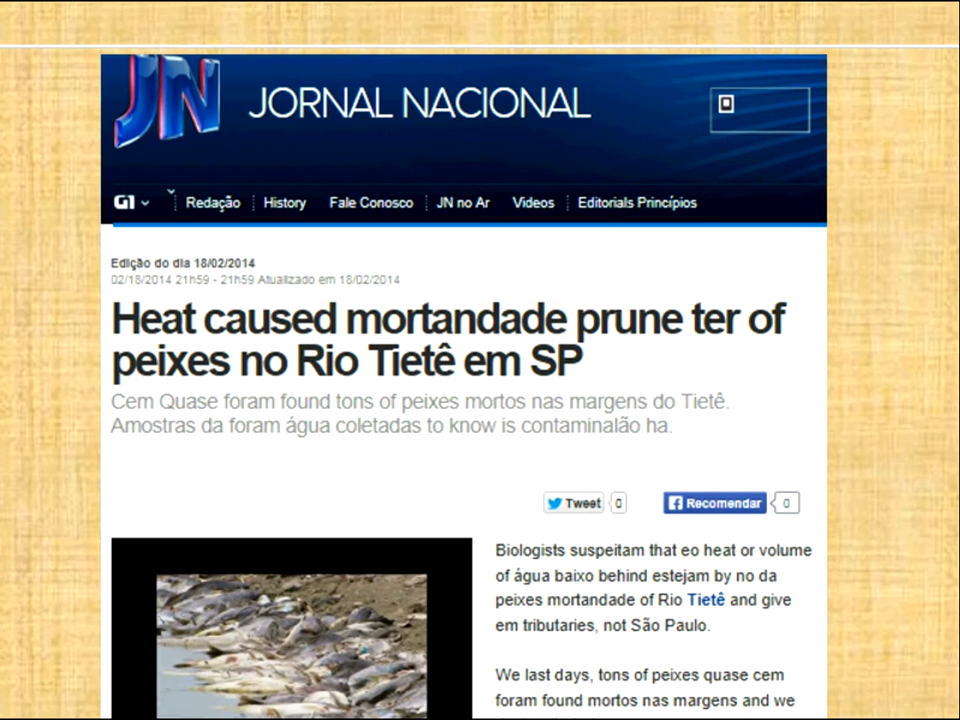 JN JORNAL NACIONAL
G1 Redação History Fale Conosco JN no Ar Videos Editorials Princípios
Edição do dia 18/02/2014
02/18/2014 21h59 - 21h59 Atualizado em 18/02/2014
Heat caused mortandade prune ter of
peixes no Rio Tietê em SP
Cem Quase foram found tons of peixes mortos nas margens do Tietê.
Amostras da foram água coletadas to know is contaminalão ha.
Tweet 0 Recomendar 0
Biologists suspeitam that eo heat or volume
of água baixo behind estejam by no da
peixes mortandade of Rio Tietê and give
em tributaries, not São Paulo.
We last days, tons of peixes quase cem
foram found mortos nas margens and we